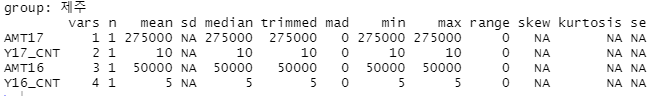 group: 제주
vars n mean sd median trimmed mad min max range skew kurtosis se
AMT17 1 1 275000 NA 275000 275000 0 275000 275000 0 NA NA NA
Y17_CNT 2 1 10 NA 10 10 0 10 10 0 NA NA NA
AMT16 3 1 50000 NA 50000 50000 0 50000 50000 0 NA NA NA
Y16_CNT 4 1 5 NA 5 5 0 5 5 0 NA NA NA